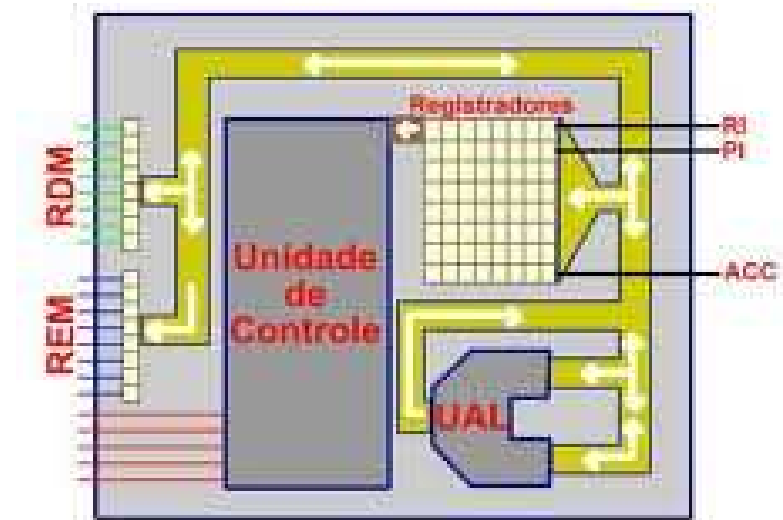 Registradores
RI
PI
RDM
Unidade
de
Controle
ACC
REM
UAL